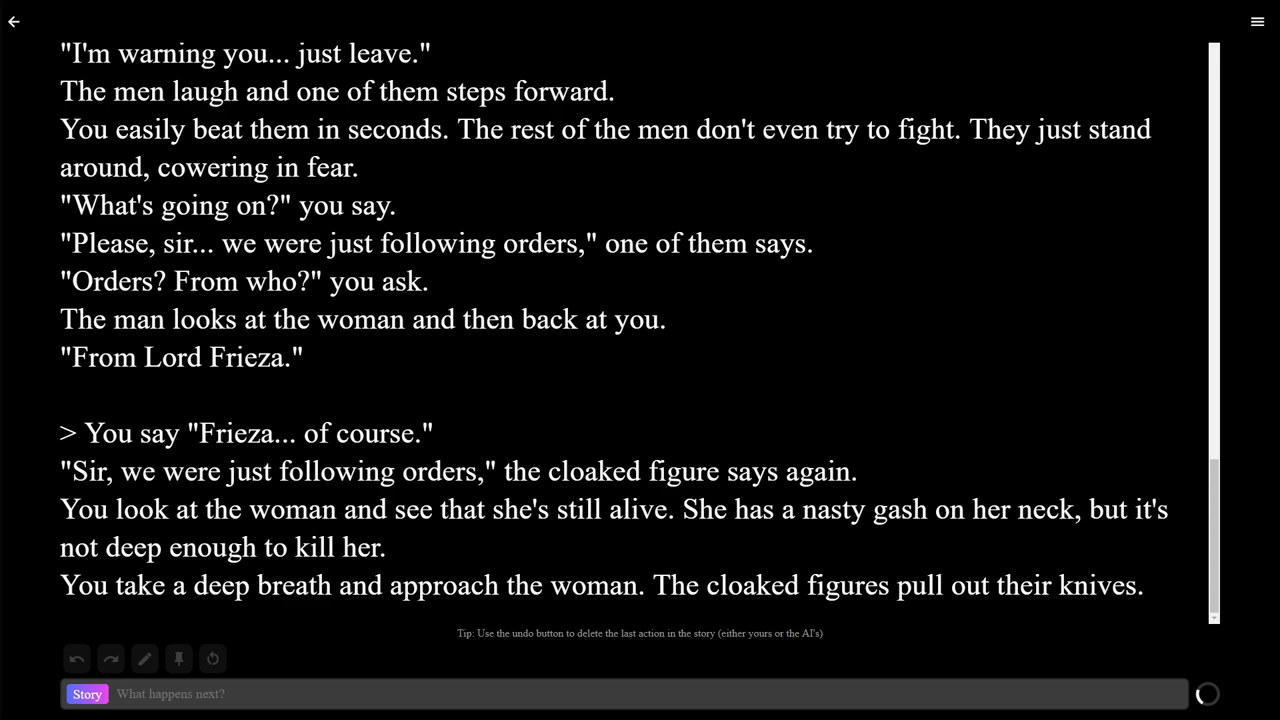 "I'm warning you... just leave."
The men laugh and one of them steps forward.
You easily beat them in seconds. The rest of the men don't even try to fight. They just stand
around, cowering in fear.
"What's going on?" you say.
"Please, sir... we were just following orders," one of them says.
"Orders? From who?" you ask.
The man looks at the woman and then back at you.
"From Lord Frieza."
> You say "Frieza... of course."
"Sir, we were just following orders," the cloaked figure says again.
You look at the woman and see that she's still alive. She has a nasty gash on her neck, but it's
not deep enough to kill her.
You take a deep breath and approach the woman. The cloaked figures pull out their knives.
Tip: Use the undo button to delete the last action in the story (either yours or the AI's)
Story What happens next?